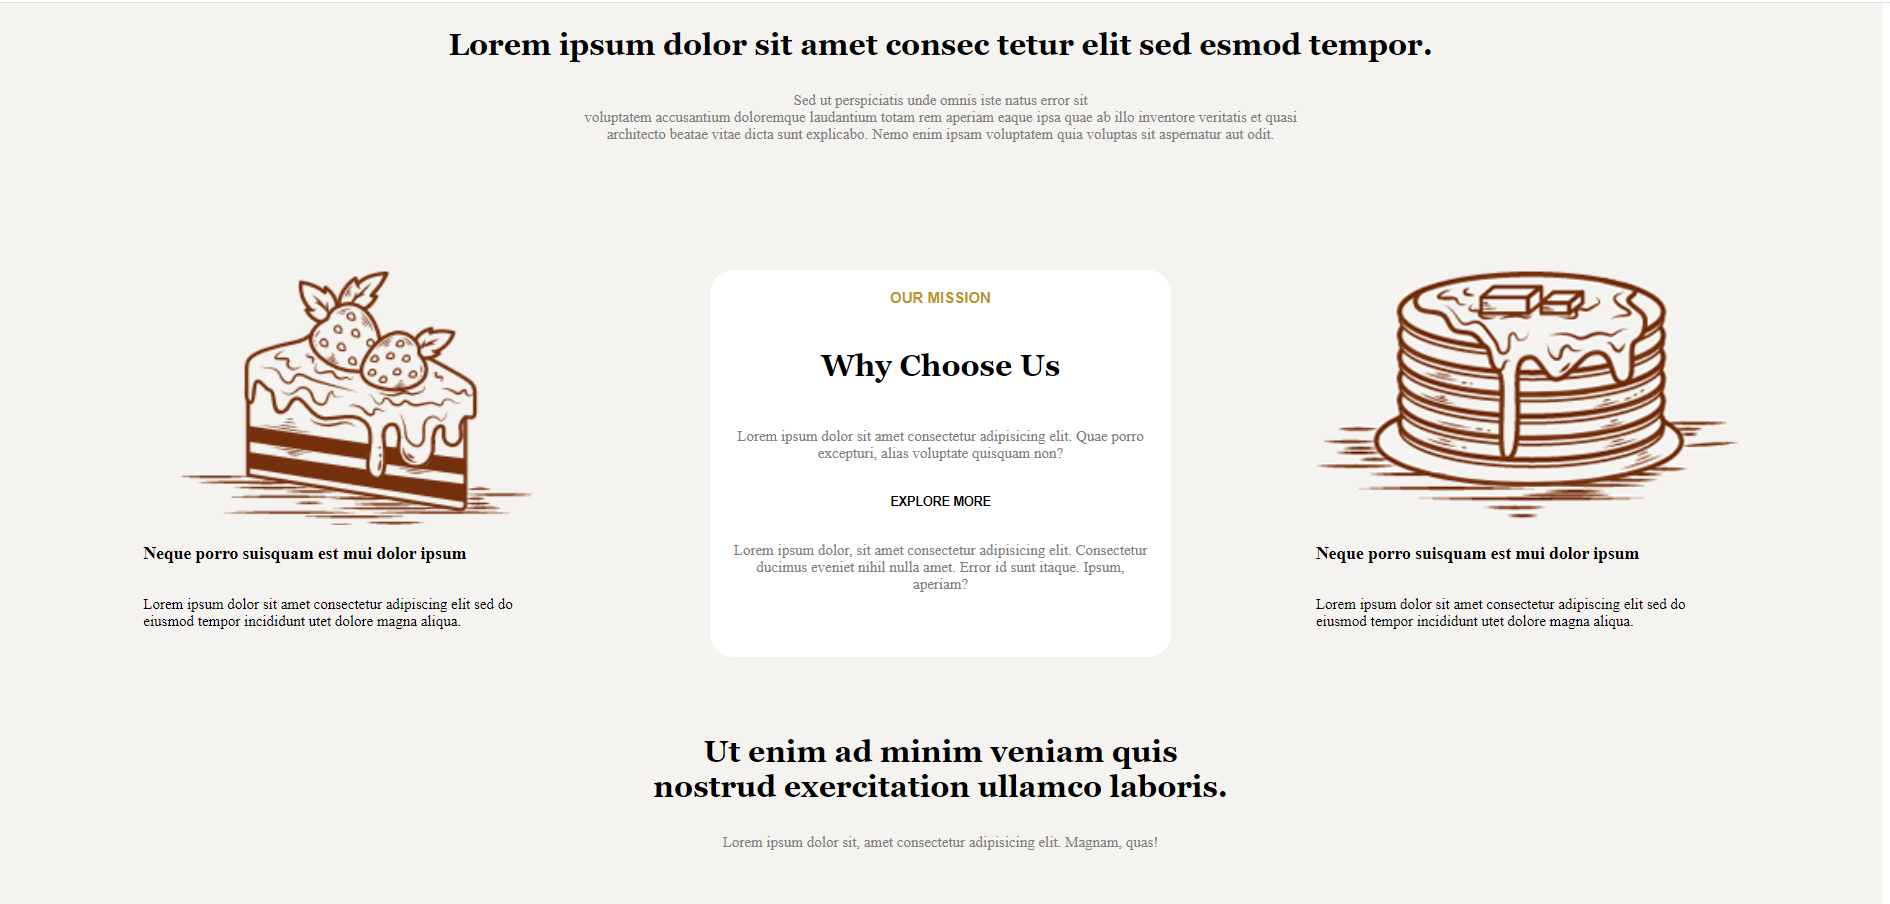 Lorem ipsum dolor sit amet consec tetur elit sed esmod tempor.
Sed ut perspiciatis unde omnis iste natus error sit
voluptatem accusantium doloremque laudantium totam rem aperiam eaque ipsa quae ab illo inventore veritatis et quasi
architecto beatae vitae dicta sunt explicabo. Nemo enim ipsam voluptatem quia voluptas sit aspernatur aut odit.
Neque porro suisquam est mui dolor ipsum
Lorem ipsum dolor sit amet consectetur adipiscing elit sed do
eiusmod tempor incididunt utet dolore magna aliqua.
OUR MISSION
Why Choose Us
Lorem ipsum dolor sit amet consectetur adipisicing elit. Quae porro
excepturi, alias voluptate quisquam non?
EXPLORE MORE
Lorem ipsum dolor, sit amet consectetur adipisicing elit. Consectetur
ducimus eveniet nihil nulla amet. Error id sunt itaque. Ipsum,
aperiam?
Neque porro suisquam est mui dolor ipsum
Lorem ipsum dolor sit amet consectetur adipiscing elit sed do
eiusmod tempor incididunt utet dolore magna aliqua.
Ut enim ad minim veniam quis
nostrud exercitation ullamco laboris.
Lorem ipsum dolor sit, amet consectetur adipisicing elit. Magnam, quas!